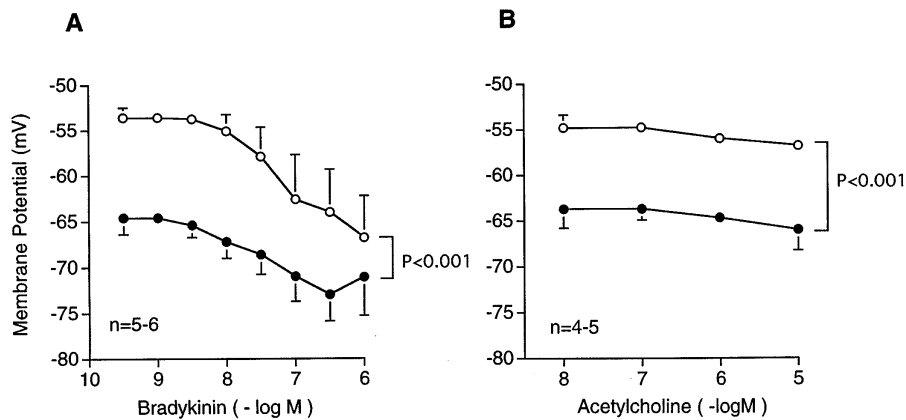 A
B
Membrane Potential (mV)
-50
-55
-60
-65
-70
-75
-80
P<0.001
n=5-6
10 9 8 7 6
Bradykinin ( - log M )
-50
-55
-60
-65
-70
-75
-80
P<0.001
n=4-5
8 7 6 5
Acetylcholine ( -logM )